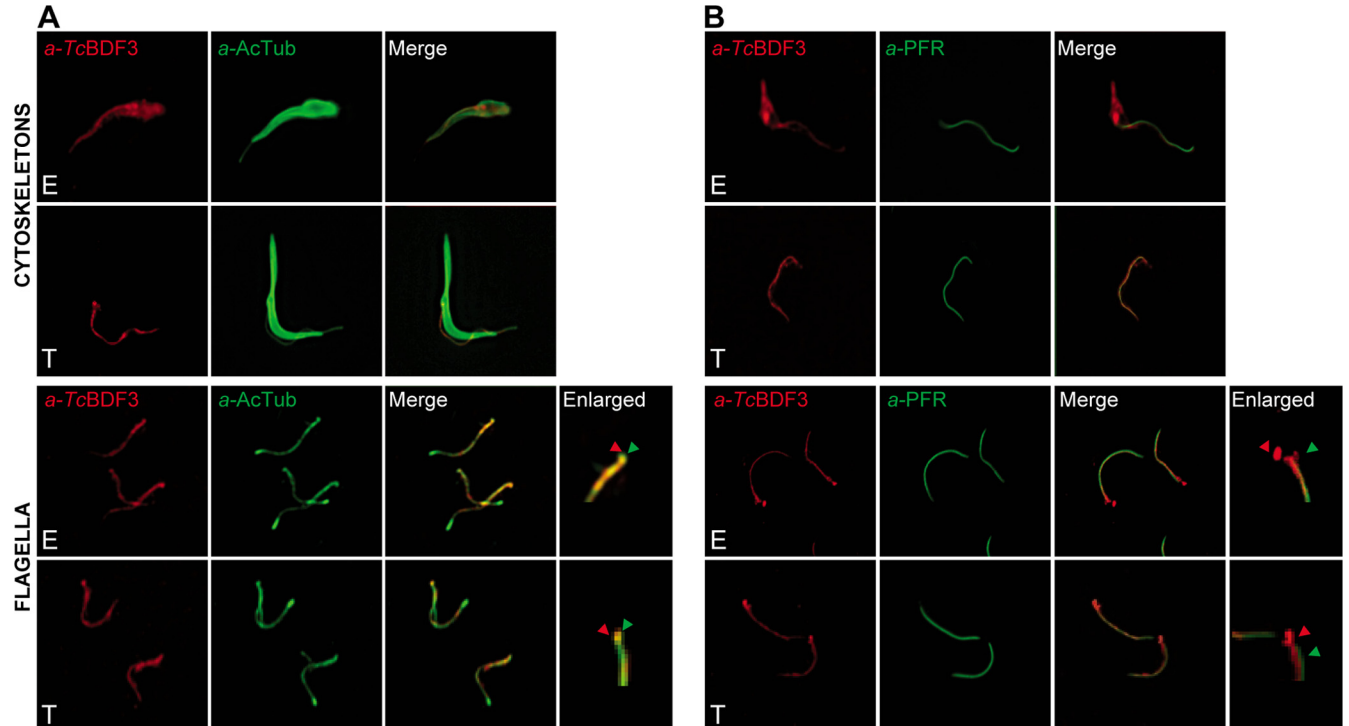 A
B
a-TcBDF3 a-AcTub Merge
a-TcBDF3 a-PFR Merge
CYTOSKELETONS
E
E
T
T
a-TcBDF3 a-AcTub Merge Enlarged
a-TcBDF3 a-PFR Merge Enlarged
FLAGELLA
E
E
T
T